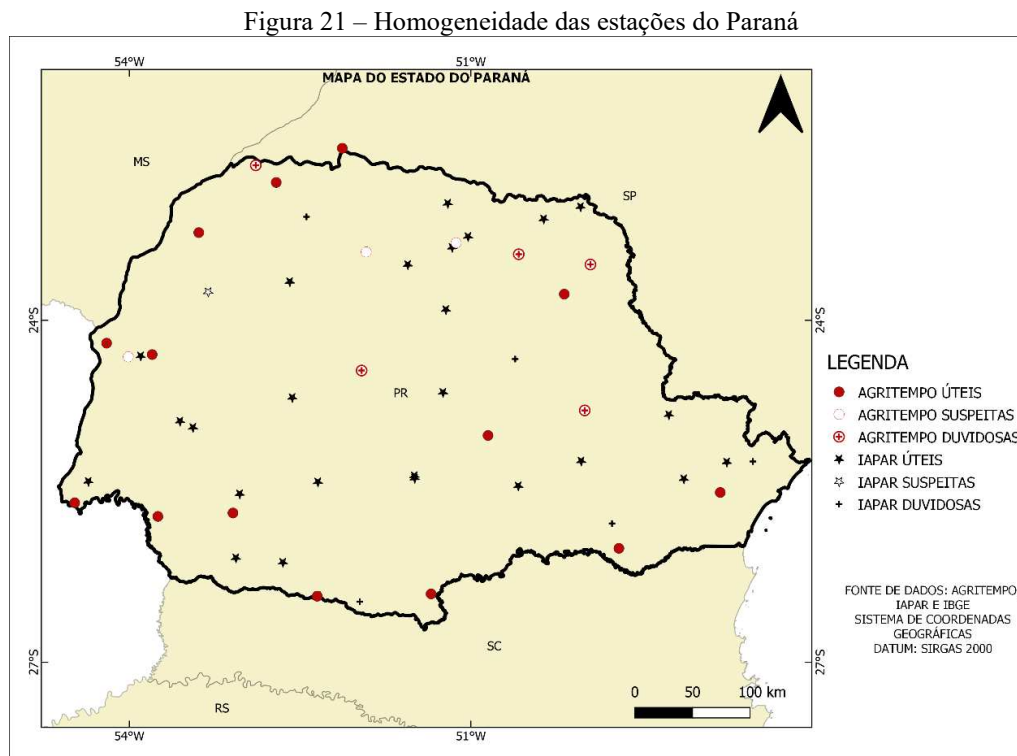 Figura 21 – Homogeneidade das estações do Paraná
54°W
51°W
MAPA DO ESTADO DO PARANÁ
MS
SP
24°S
24°S
PR
LEGENDA
AGRITEMPO ÚTEIS
AGRITEMPO SUSPEITAS
AGRITEMPO DUVIDOSAS
IAPAR ÚTEIS
IAPAR SUSPEITAS
IAPAR DUVIDOSAS
FONTE DE DADOS: AGRITEMPO
IAPAR E IBGE
SISTEMA DE COORDENADAS
GEOGRÁFICAS
DATUM: SIRGAS 2000
SC
27°S
27°S
RS
0 50 100 km
54°W
51°W